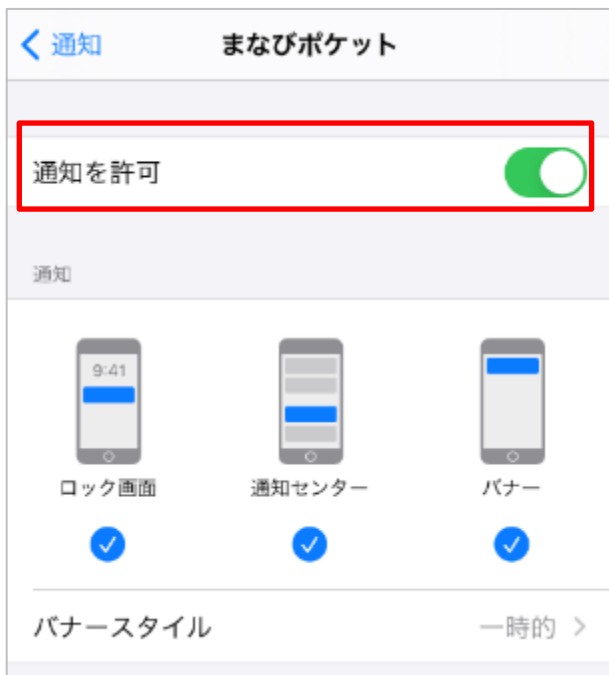 通知 まなびポケット
通知を許可
通知
9:41
ロック画面 通知センター バナー
バナースタイル 一時的